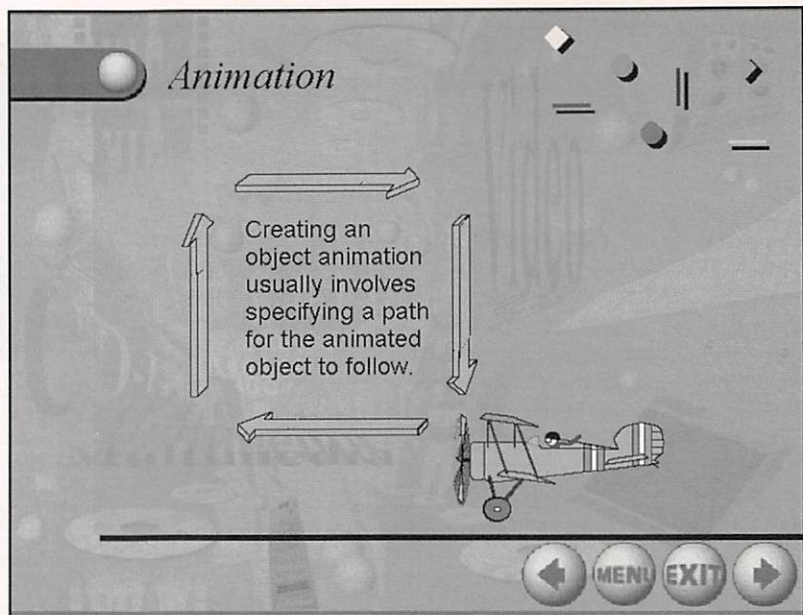 Animation
Creating an
object animation
usually involves
specifying a path
for the animated
object to follow.
MENU EXIT